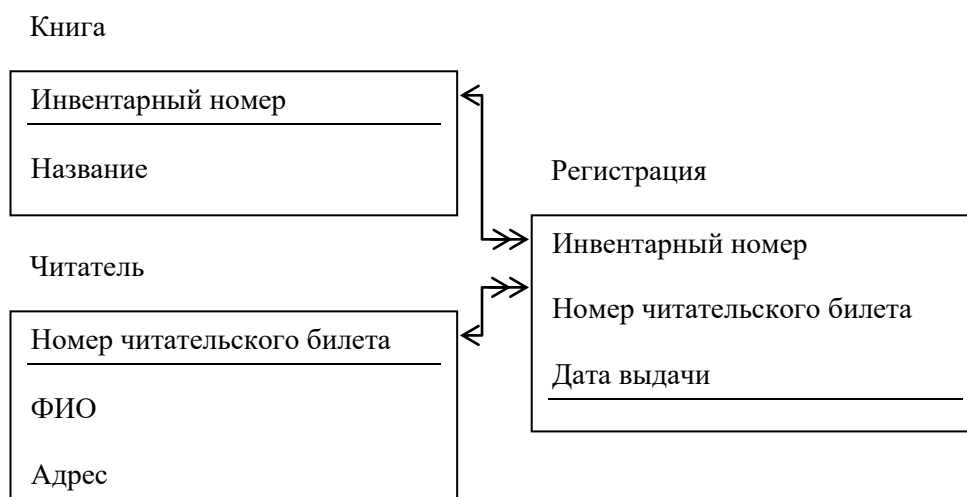 Книга
Инвентарный номер
Название
Читатель
Номер читательского билета
ФИО
Адрес
Регистрация
Инвентарный номер
Номер читательского билета
Дата выдачи